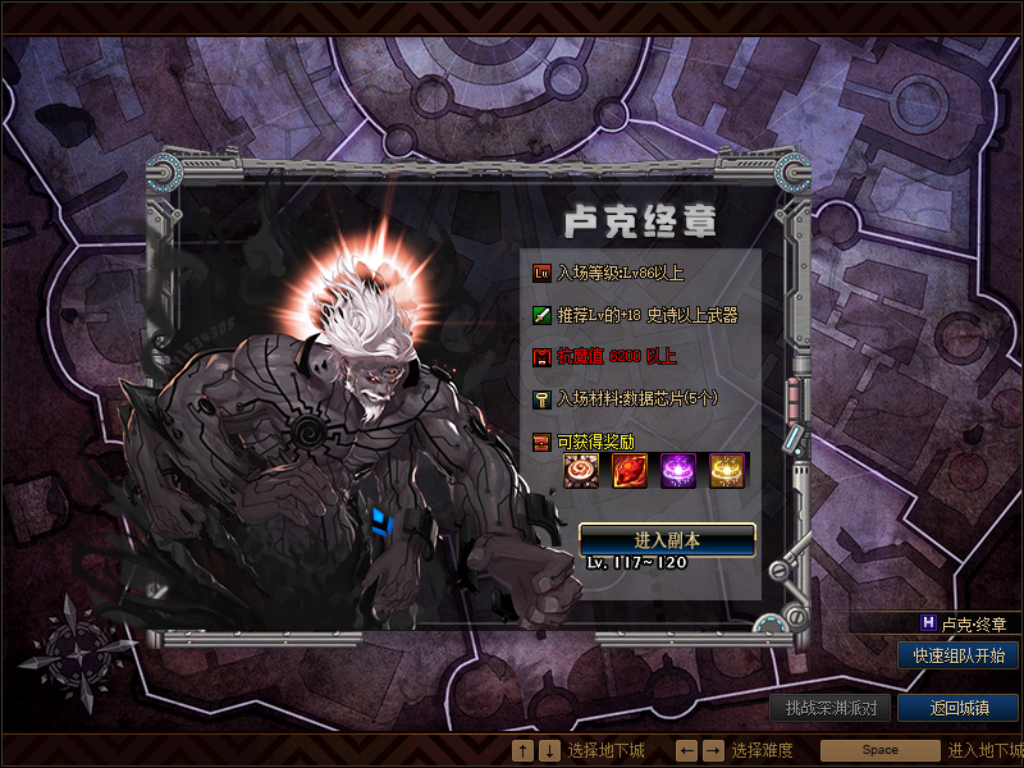 卢克终章
Lv 入场等级:Lv86以上
推荐Lv的+18 史诗以上武器
抗魔值 6200 以上
入场材料:数据芯片(5个)
可获得奖励
进入副本
Lv. 117~120
H 卢克·终章
快速组队开始
挑战深渊派对
返回城镇
↑ ↓ 选择地下城 ← → 选择难度 Space 进入地下城